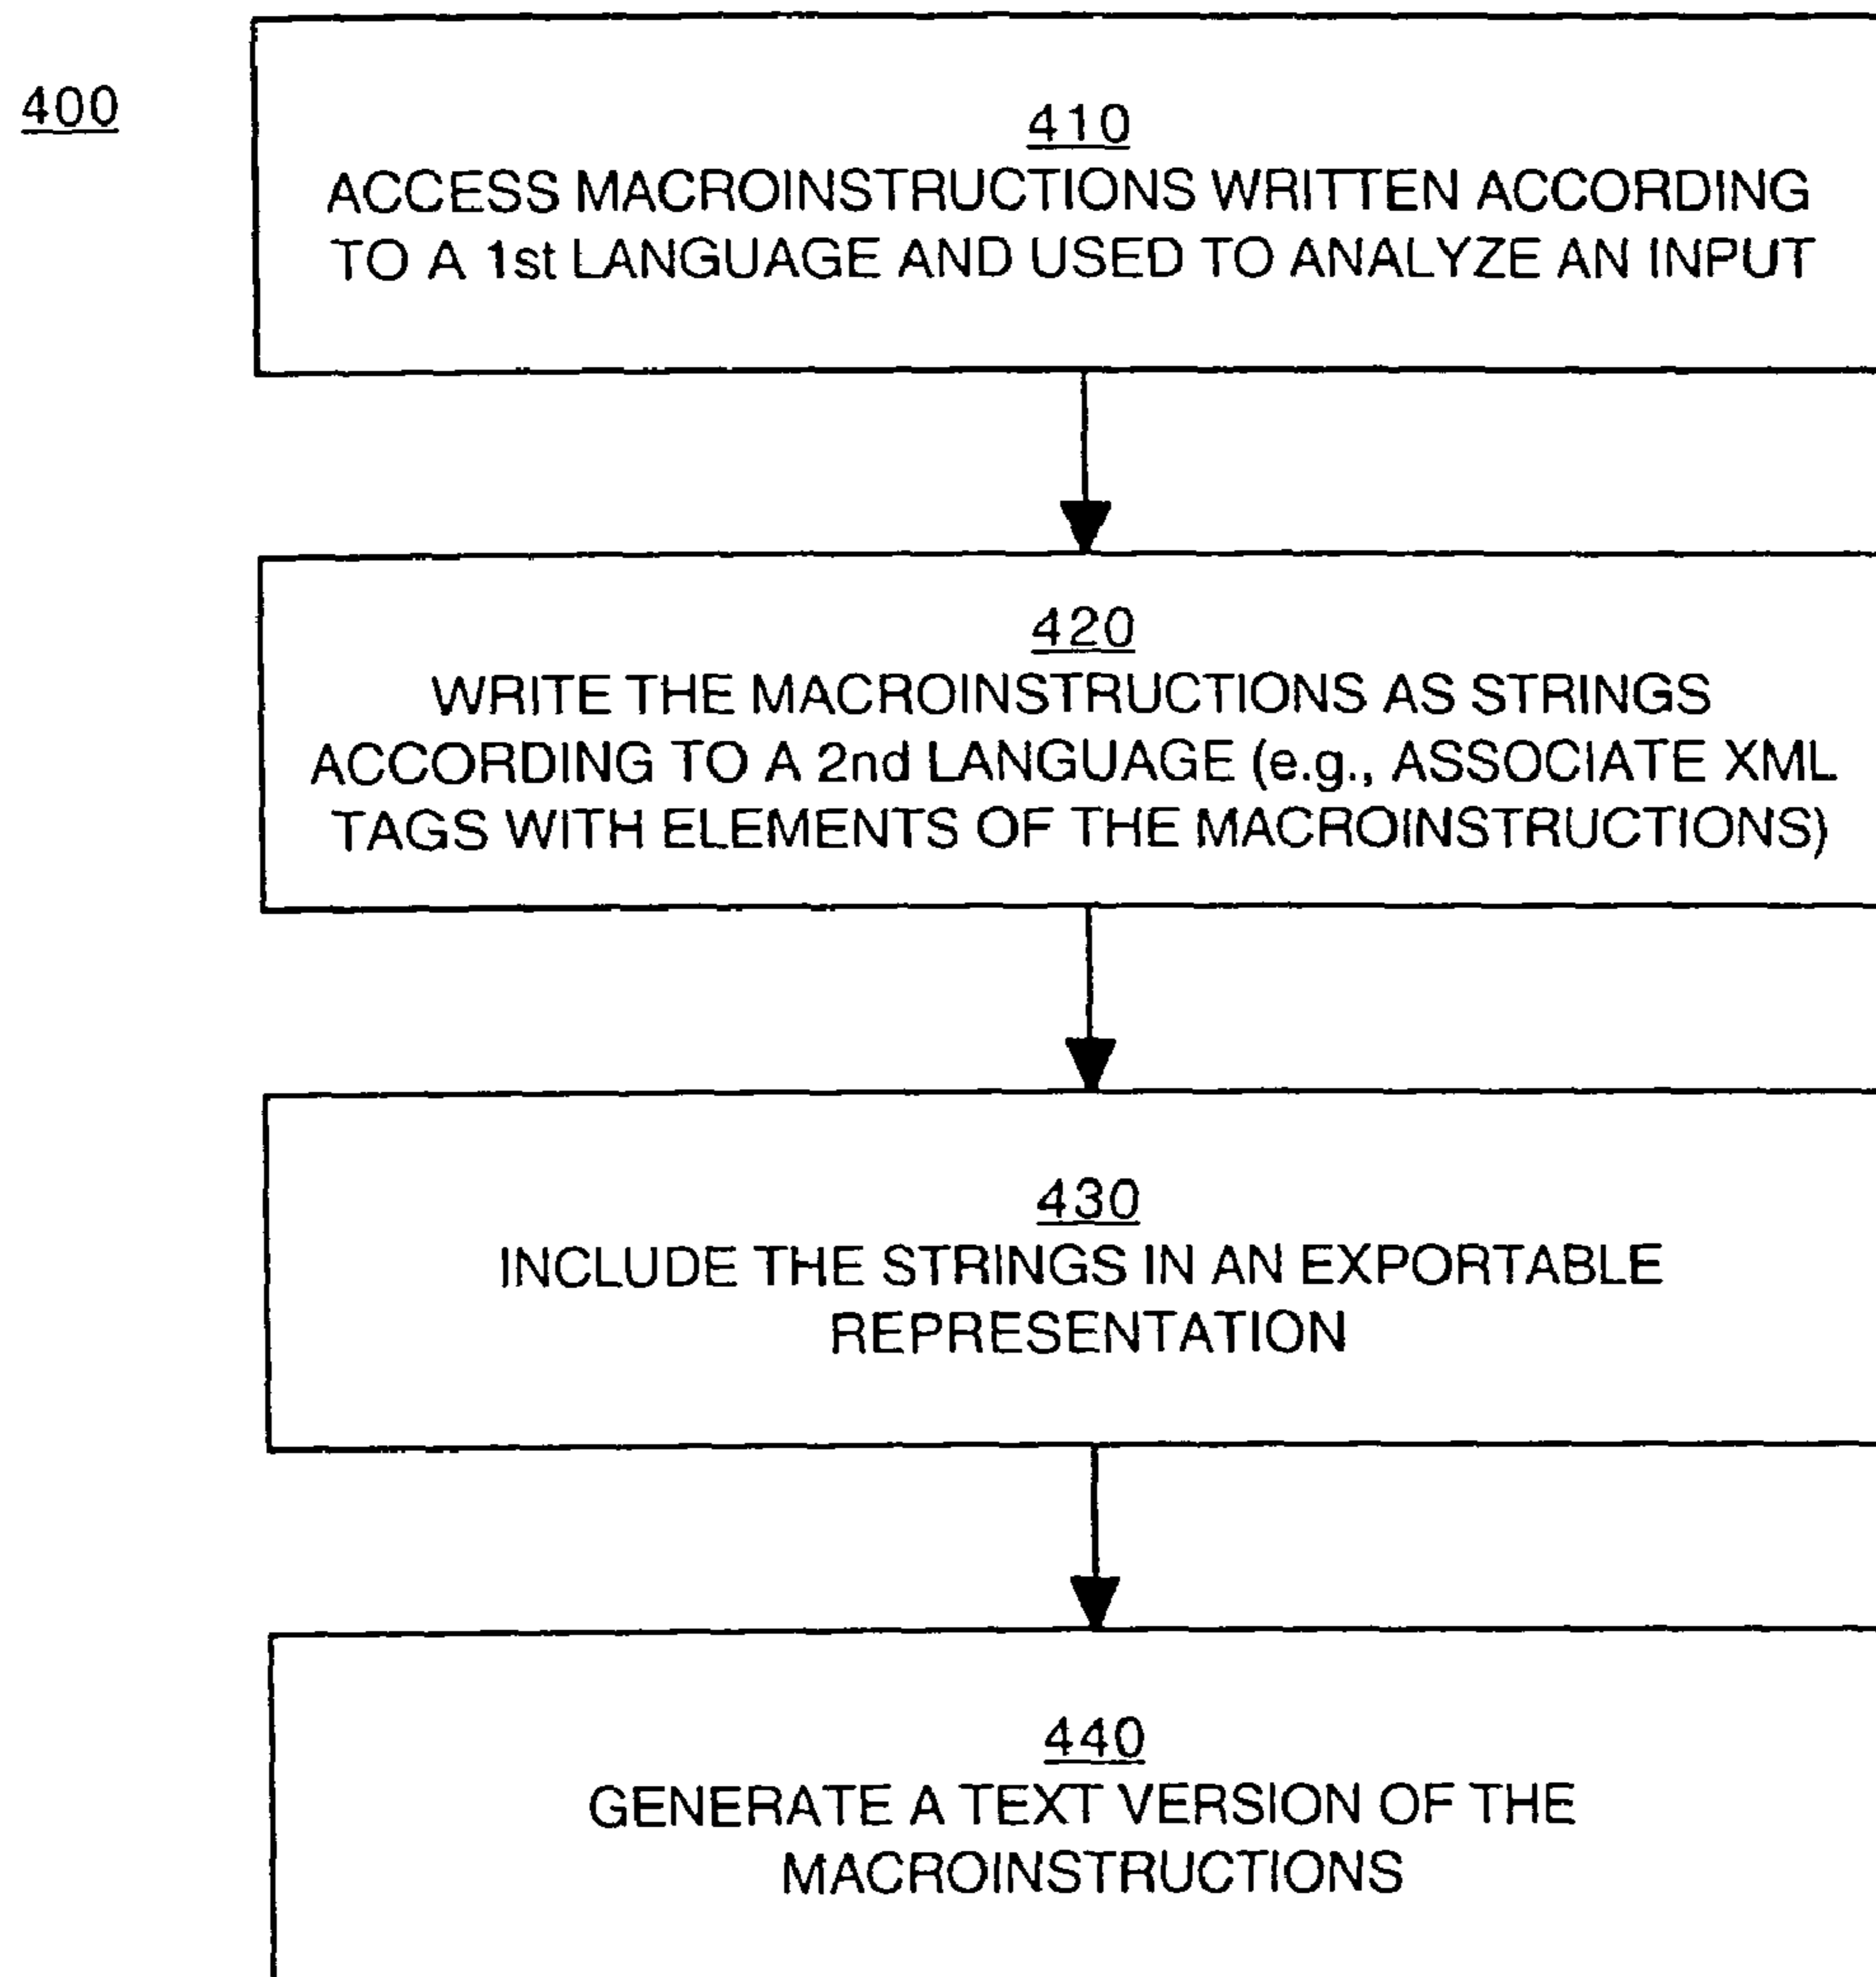 400
410
ACCESS MACROINSTRUCTIONS WRITTEN ACCORDING
TO A 1st LANGUAGE AND USED TO ANALYZE AN INPUT
420
WRITE THE MACROINSTRUCTIONS AS STRINGS
ACCORDING TO A 2nd LANGUAGE (e.g., ASSOCIATE XML
TAGS WITH ELEMENTS OF THE MACROINSTRUCTIONS)
430
INCLUDE THE STRINGS IN AN EXPORTABLE
REPRESENTATION
440
GENERATE A TEXT VERSION OF THE
MACROINSTRUCTIONS